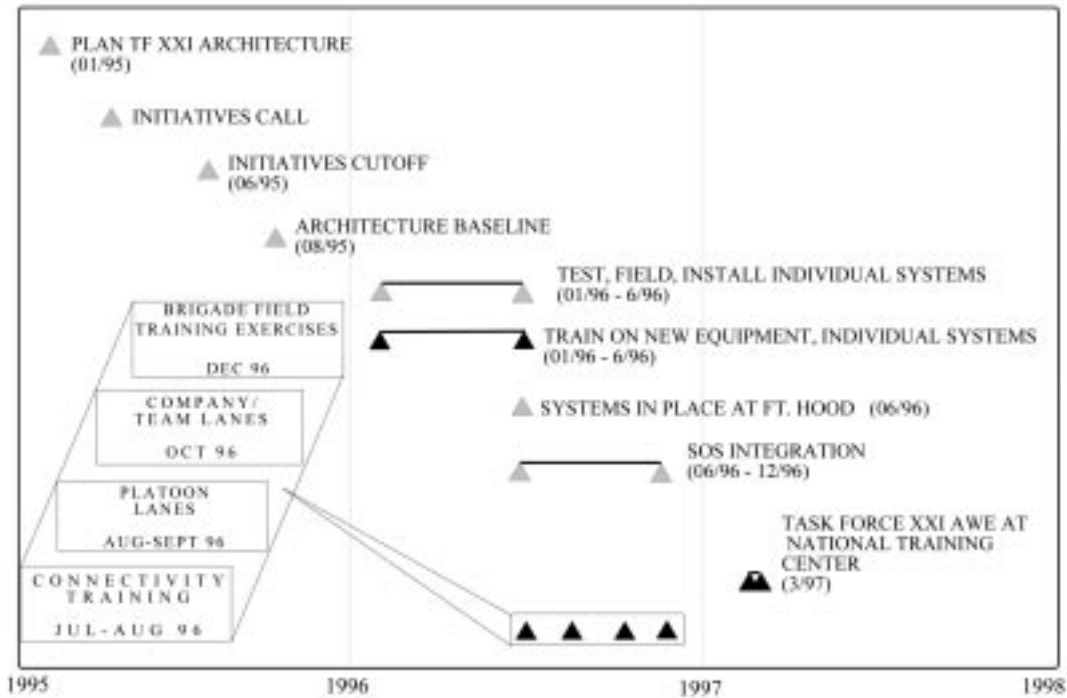 PLAN TF XXI ARCHITECTURE
(01/95)
INITIATIVES CALL
INITIATIVES CUTOFF
(06/95)
ARCHITECTURE BASELINE
(08/95)
TEST, FIELD, INSTALL INDIVIDUAL SYSTEMS
(01/96 - 6/96)
TRAIN ON NEW EQUIPMENT, INDIVIDUAL SYSTEMS
(01/96 - 6/96)
SYSTEMS IN PLACE AT FT. HOOD (06/96)
SOS INTEGRATION
(06/96 - 12/96)
TASK FORCE XXI AWE AT
NATIONAL TRAINING
CENTER
(3/97)
BRIGADE FIELD
TRAINING EXERCISES
DEC 96
COMPANY/
TEAM LANES
OCT 96
PLATOON
LANES
AUG-SEPT 96
CONNECTIVITY
TRAINING
JUL-AUG 96
1995 1996 1997 1998